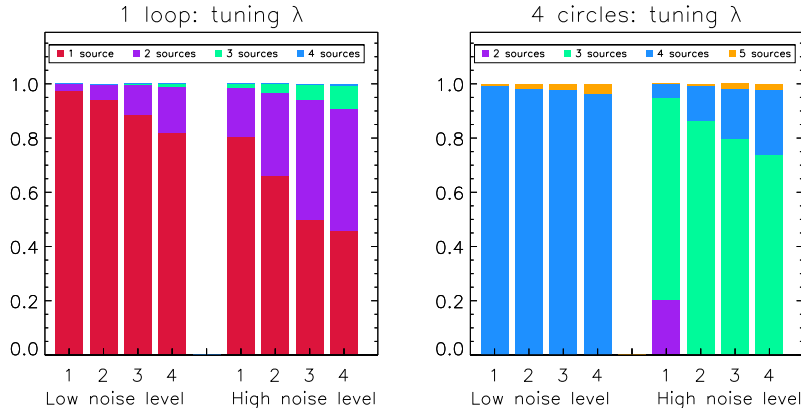 1 loop: tuning λ
1 source 2 sources 3 sources 4 sources
1.0
0.8
0.6
0.4
0.2
0.0
1 2 3 4 1 2 3 4
Low noise level High noise level
4 circles: tuning λ
2 sources 3 sources 4 sources 5 sources
1.0
0.8
0.6
0.4
0.2
0.0
1 2 3 4 1 2 3 4
Low noise level High noise level